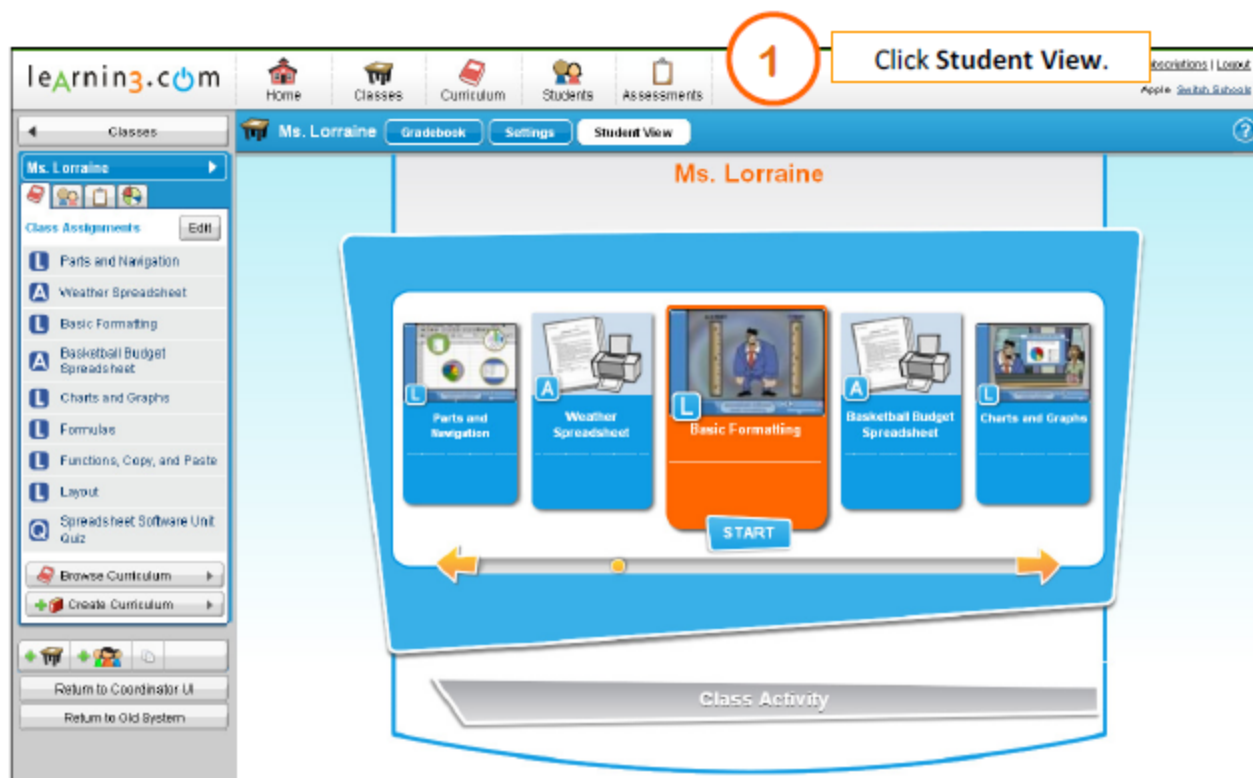 1
Click Student View.
learning.com
Home
Classes
Curriculum
Students
Assessments
Subscriptions | Logout
Apple Switch Schools
Classes
Ms. Lorraine
Gradebook
Settings
Student View
?
Ms. Lorraine
Class Assignments
Edit
L Parts and Navigation
A Weather Spreadsheet
L Basic Formatting
A Basketball Budget
Spreadsheet
L Charts and Graphs
L Formulas
L Functions, Copy, and Paste
L Layout
Q Spreadsheet Software Unit
Quiz
Browse Curriculum
Create Curriculum
Return to Coordinator UI
Return to Old System
Ms. Lorraine
L
Parts and
Navigation
A
Weather
Spreadsheet
L
Basic Formatting
A
Basketball Budget
Spreadsheet
L
Charts and Graphs
START
Class Activity